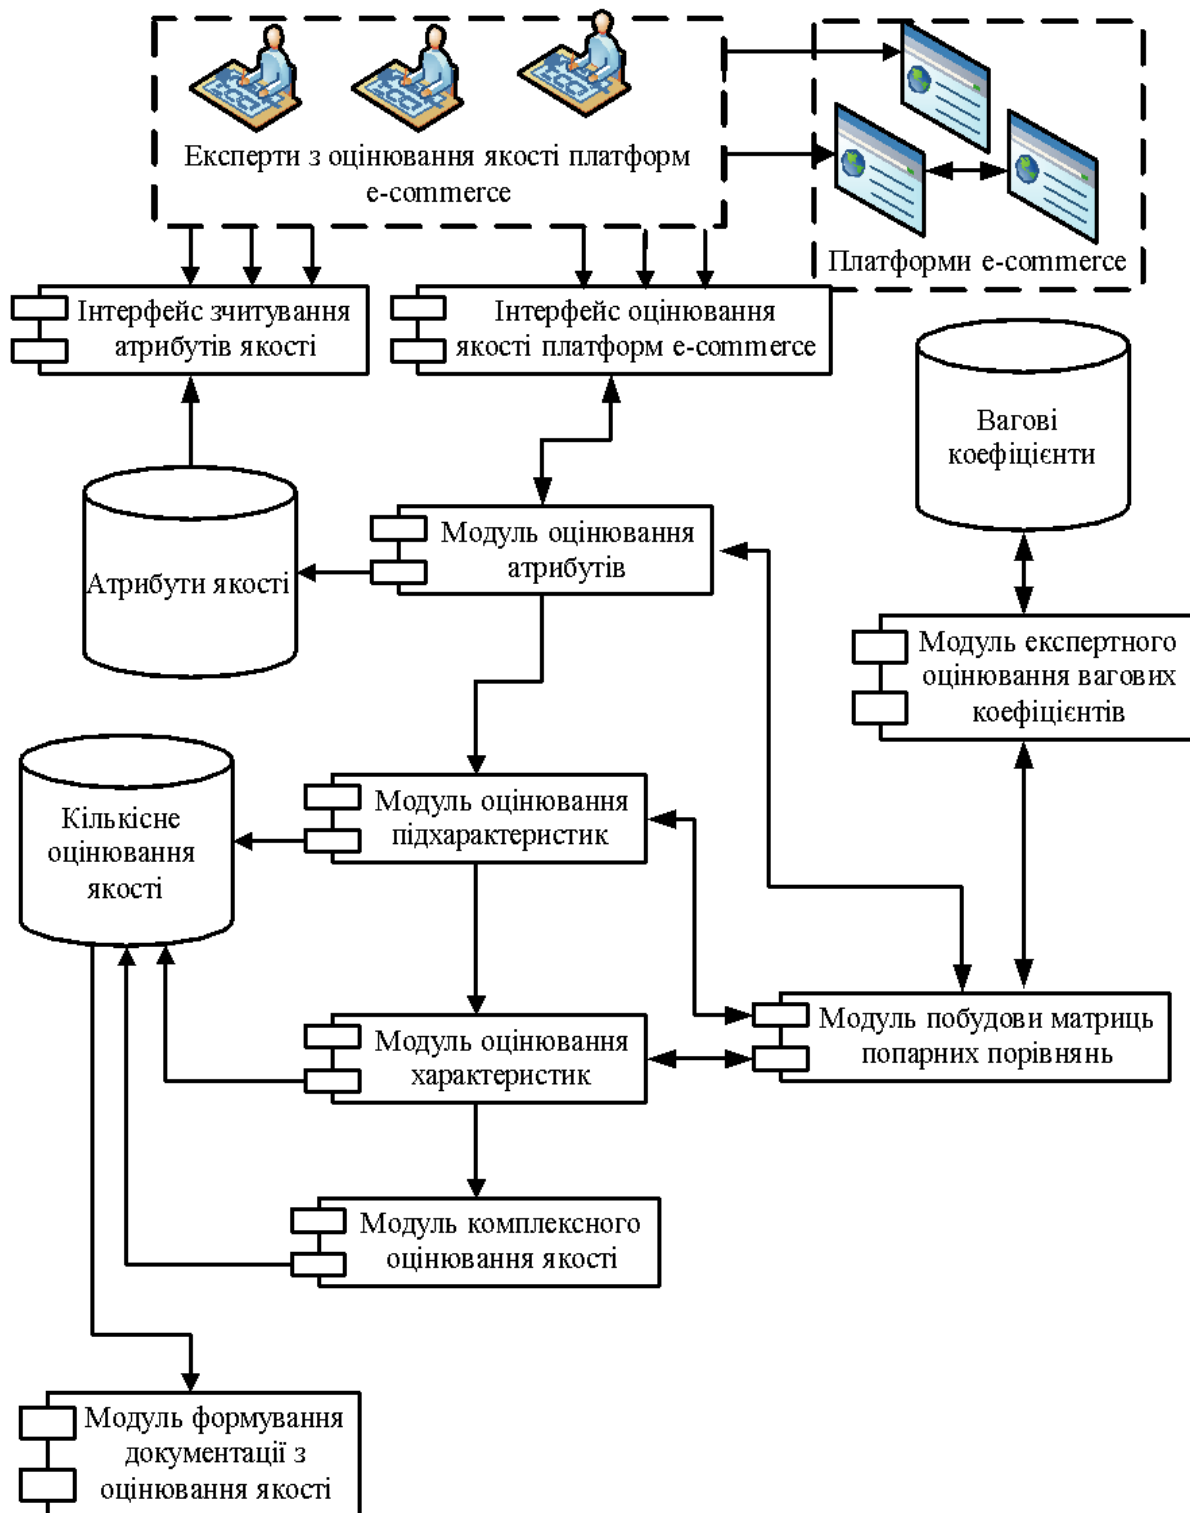 Експерти з оцінювання якості платформ
e-commerce
Платформи e-commerce
Інтерфейс зчитування
атрибутів якості
Інтерфейс оцінювання
якості платформ e-commerce
Вагові
коефіцієнти
Модуль оцінювання
атрибутів
Атрибути якості
Модуль експертного
оцінювання вагових
коефіцієнтів
Кількісне
оцінювання
якості
Модуль оцінювання
підхарактеристик
Модуль оцінювання
характеристик
Модуль побудови матриць
попарних порівнянь
Модуль комплексного
оцінювання якості
Модуль формування
документації з
оцінювання якості